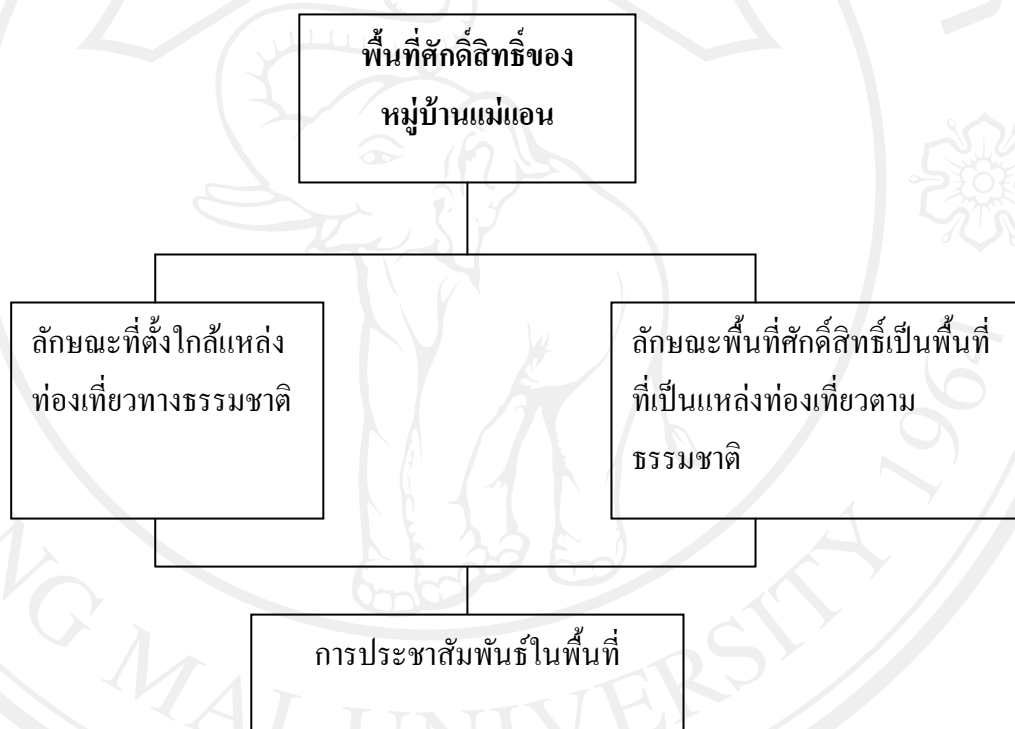 พื้นที่ศักดิ์สิทธิ์ของ
หมู่บ้านแม่แอน
ลักษณะที่ตั้งใกล้แหล่ง
ท่องเที่ยวทางธรรมชาติ
ลักษณะพื้นที่ศักดิ์สิทธิ์เป็นพื้นที่
ที่เป็นแหล่งท่องเที่ยวตาม
ธรรมชาติ
การประชาสัมพันธ์ในพื้นที่
NG MAI UNIVERSITY 1964